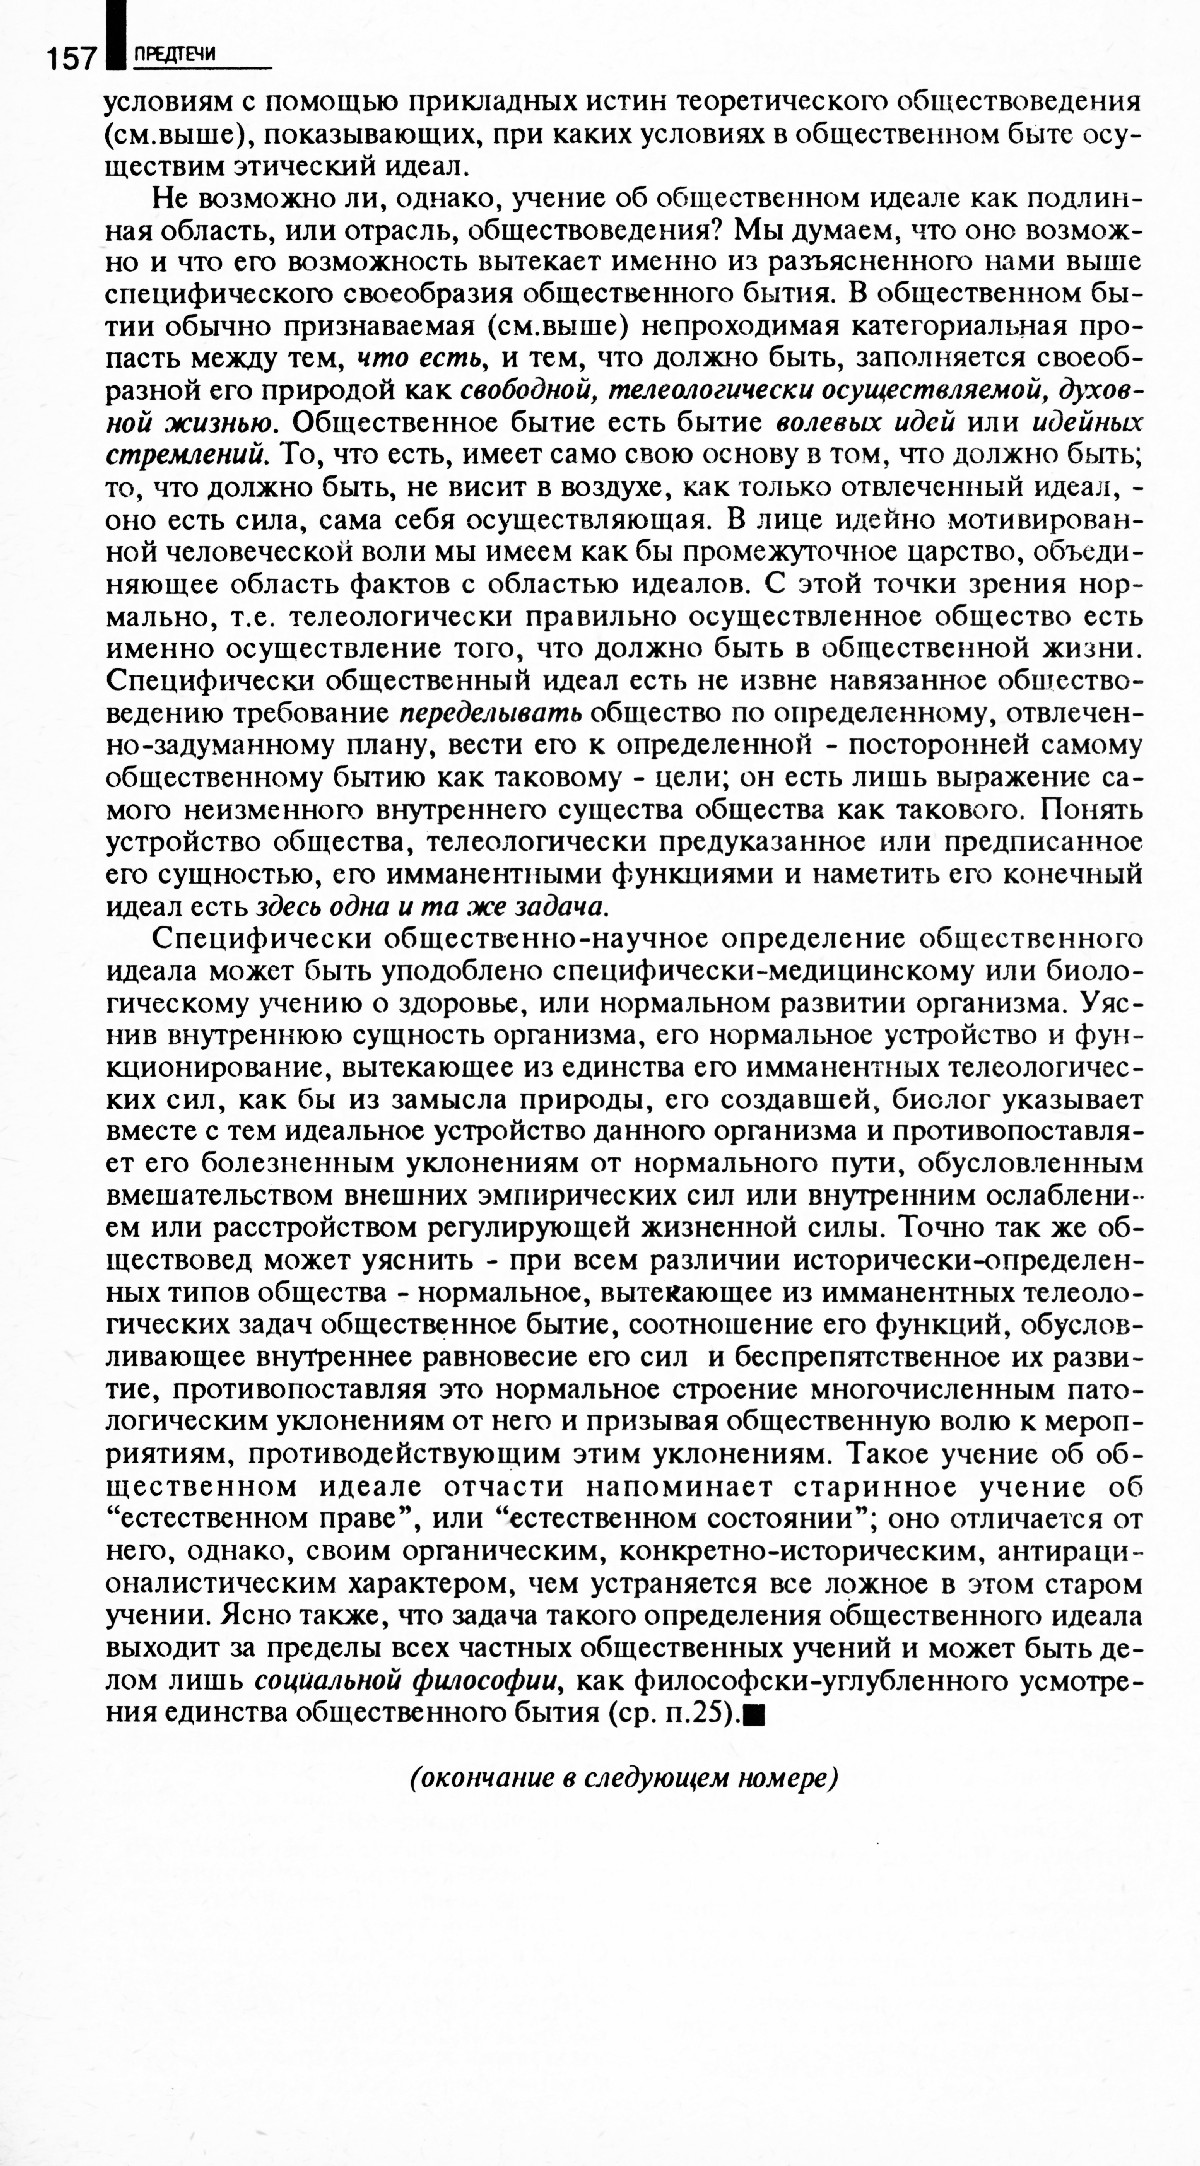 157 ПРЕДТЕЧИ
условиям с помощью прикладных истин теоретического обществоведения
(см.выше), показывающих, при каких условиях в общественном быте осу-
ществим этический идеал.
Не возможно ли, однако, учение об общественном идеале как подлин-
ная область, или отрасль, обществоведения? Мы думаем, что оно возмож-
но и что его возможность вытекает именно из разъясненного нами выше
специфического своеобразия общественного бытия. В общественном бы-
тии обычно признаваемая (см.выше) непроходимая категориальная про-
пасть между тем, что есть, и тем, что должно быть, заполняется своеоб-
разной его природой как свободной, телеологически осуществляемой, духов-
ной жизнью. Общественное бытие есть бытие волевых идей или идейных
стремлений. То, что есть, имеет само свою основу в том, что должно быть;
то, что должно быть, не висит в воздухе, как только отвлеченный идеал, -
оно есть сила, сама себя осуществляющая. В лице идейно мотивирован-
ной человеческой воли мы имеем как бы промежуточное царство, объеди-
няющее область фактов с областью идеалов. С этой точки зрения нор-
мально, т.е. телеологически правильно осуществленное общество есть
именно осуществление того, что должно быть в общественной жизни.
Специфически общественный идеал есть не извне навязанное общество-
ведению требование переделывать общество по определенному, отвлечен-
но-задуманному плану, вести его к определенной - посторонней самому
общественному бытию как таковому - цели; он есть лишь выражение са-
мого неизменного внутреннего существа общества как такового. Понять
устройство общества, телеологически предуказанное или предписанное
его сущностью, его имманентными функциями и наметить его конечный
идеал есть здесь одна и та же задача.
Специфически общественно-научное определение общественного
идеала может быть уподоблено специфически-медицинскому или биоло-
гическому учению о здоровье, или нормальном развитии организма. Уяс-
нив внутреннюю сущность организма, его нормальное устройство и фун-
кционирование, вытекающее из единства его имманентных телеологичес-
ких сил, как бы из замысла природы, его создавшей, биолог указывает
вместе с тем идеальное устройство данного организма и противопоставля-
ет его болезненным уклонениям от нормального пути, обусловленным
вмешательством внешних эмпирических сил или внутренним ослаблени-
ем или расстройством регулирующей жизненной силы. Точно так же об-
ществовед может уяснить - при всем различии исторически-определен-
ных типов общества - нормальное, вытекающее из имманентных телеоло-
гических задач общественное бытие, соотношение его функций, обуслов-
ливающее внутреннее равновесие его сил и беспрепятственное их разви-
тие, противопоставляя это нормальное строение многочисленным пато-
логическим уклонениям от него и призывая общественную волю к мероп-
риятиям, противодействующим этим уклонениям. Такое учение об об-
щественном идеале отчасти напоминает старинное учение об
“естественном праве”, или “естественном состоянии”; оно отличается от
него, однако, своим органическим, конкретно-историческим, антираци-
оналистическим характером, чем устраняется все ложное в этом старом
учении. Ясно также, что задача такого определения общественного идеала
выходит за пределы всех частных общественных учений и может быть де-
лом лишь социальной философии, как философски-углубленного усмотре-
ния единства общественного бытия (ср. п.25).■
(окончание в следующем номере)